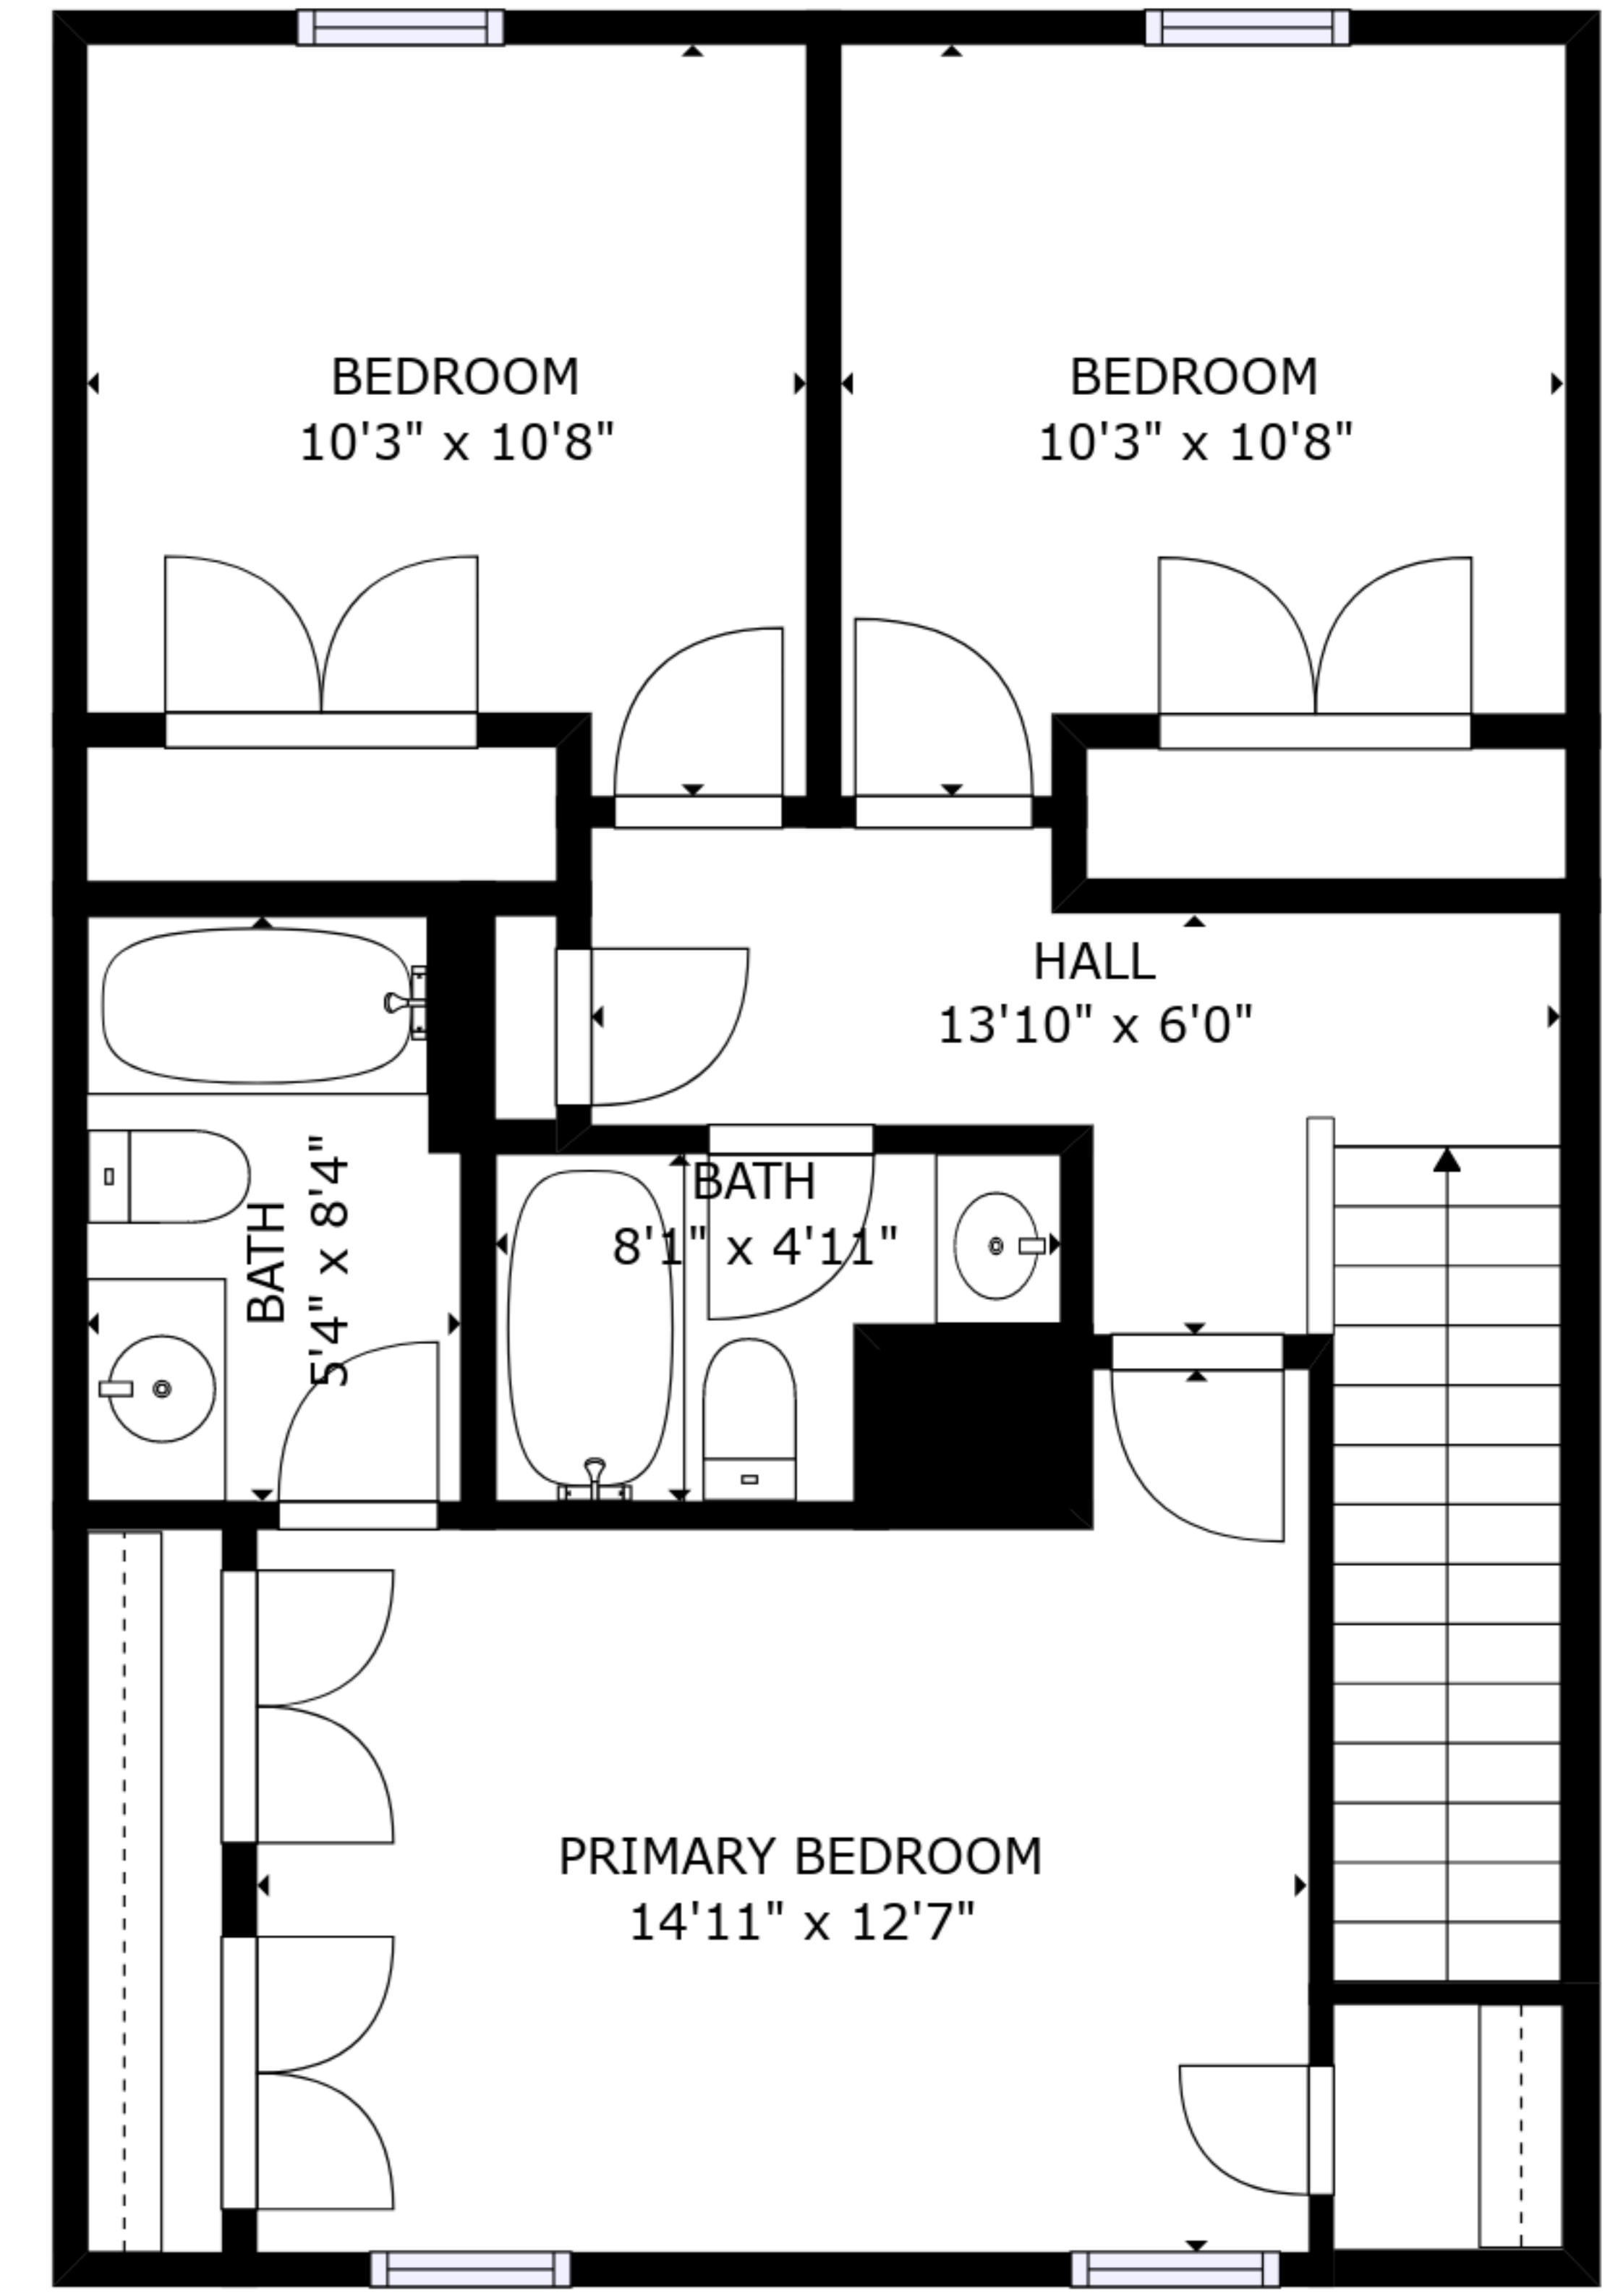 BEDROOM
10'3" x 10'8"
BEDROOM
10'3" x 10'8"
HALL
13'10" x 6'0"
BATH
5'4" x 8'4"
BATH
8'1" x 4'11"
PRIMARY BEDROOM
14'11" x 12'7"